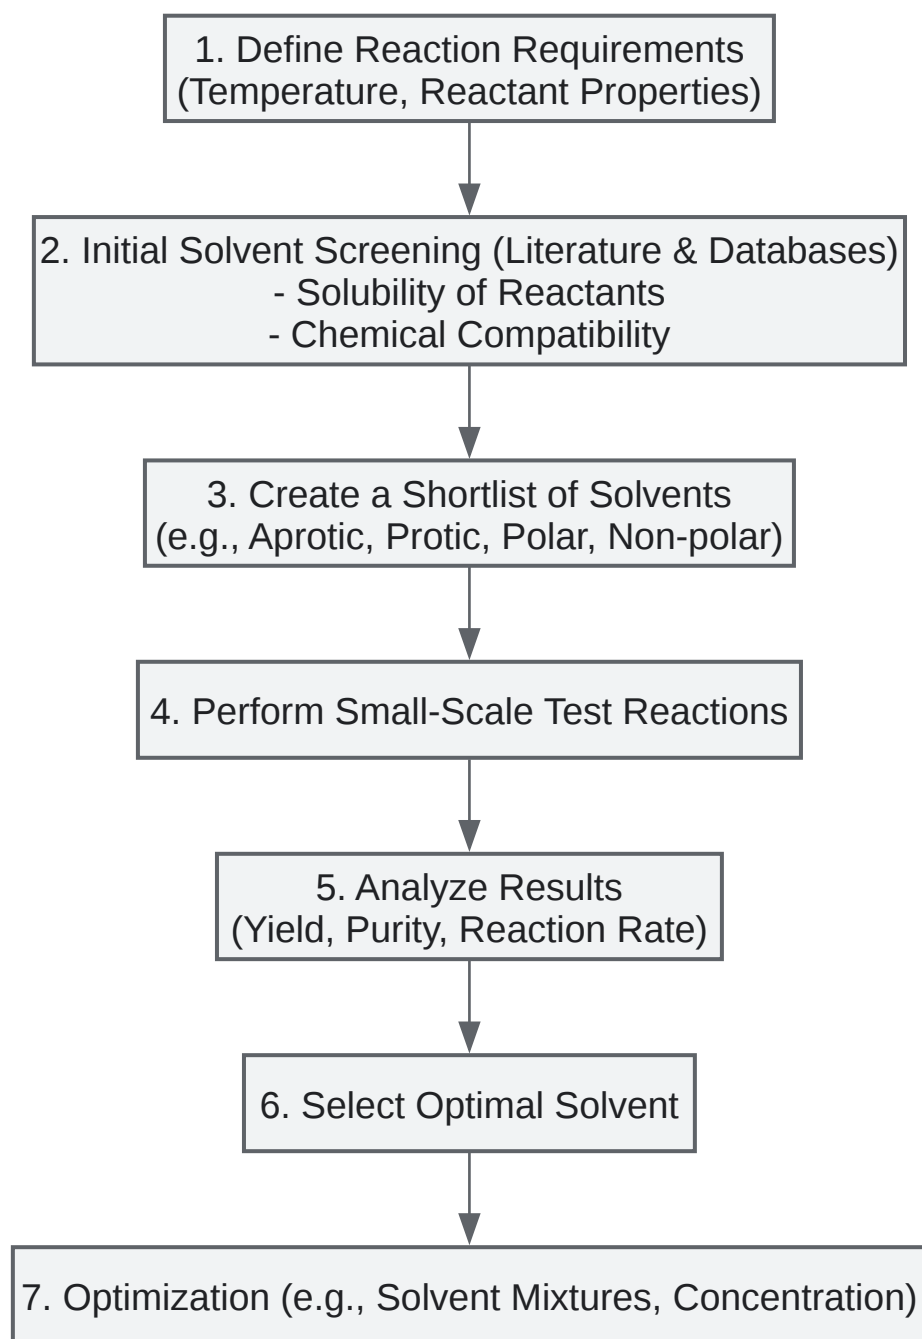 1. Define Reaction Requirements
(Temperature, Reactant Properties)
2. Initial Solvent Screening (Literature & Databases)
- Solubility of Reactants
- Chemical Compatibility
3. Create a Shortlist of Solvents
(e.g., Aprotic, Protic, Polar, Non-polar)
4. Perform Small-Scale Test Reactions
5. Analyze Results
(Yield, Purity, Reaction Rate)
6. Select Optimal Solvent
7. Optimization (e.g., Solvent Mixtures, Concentration)